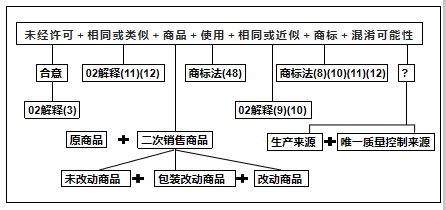 未经许可＋相同或类似＋商品＋使用＋相同或近似＋商标＋混淆可能性
合意 02解释(11)(12) 商标法(48) 商标法(8)(10)(11)(12) ？
02解释(3) 02解释(9)(10)
原商品 + 二次销售商品 生产来源 + 唯一质量控制来源
未改动商品 + 包装改动商品 + 改动商品